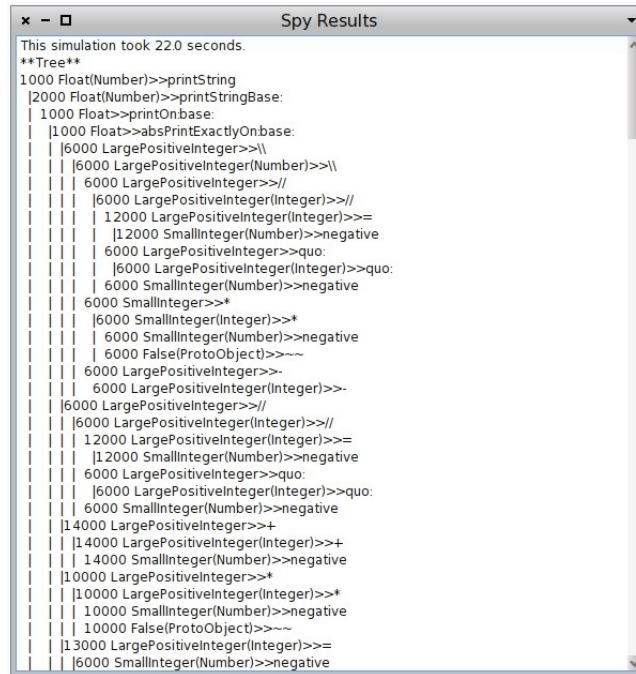 Spy Results
This simulation took 22.0 seconds.
**Tree**
1000 Float(Number)>>printString
|2000 Float(Number)>>printStringBase:
| 1000 Float>>printOn:base:
| |1000 Float>>absPrintExactlyOn:base:
| | |6000 LargePositiveInteger>>\\
| | |6000 LargePositiveInteger(Number)>>\\
| | | | 6000 LargePositiveInteger>>//
| | | | |6000 LargePositiveInteger(Integer)>>//
| | | | | 12000 LargePositiveInteger(Integer)>>=
| | | | | |12000 SmallInteger(Number)>>negative
| | | | | 6000 LargePositiveInteger>>quo:
| | | | | |6000 LargePositiveInteger(Integer)>>quo:
| | | | | 6000 SmallInteger(Number)>>negative
| | | | 6000 SmallInteger>>*
| | | | |6000 SmallInteger(Integer)>>*
| | | | | 6000 SmallInteger(Number)>>negative
| | | | | 6000 False(ProtoObject)>>~~
| | | | 6000 LargePositiveInteger>>-
| | | | 6000 LargePositiveInteger(Integer)>>-
| | |6000 LargePositiveInteger>>//
| | | |6000 LargePositiveInteger(Integer)>>//
| | | | 12000 LargePositiveInteger(Integer)>>=
| | | | |12000 SmallInteger(Number)>>negative
| | | | 6000 LargePositiveInteger>>quo:
| | | | |6000 LargePositiveInteger(Integer)>>quo:
| | | | 6000 SmallInteger(Number)>>negative
| | |14000 LargePositiveInteger>>+
| | | |14000 LargePositiveInteger(Integer)>>+
| | | | 14000 SmallInteger(Number)>>negative
| | |10000 LargePositiveInteger>>*
| | | |10000 LargePositiveInteger(Integer)>>*
| | | | 10000 SmallInteger(Number)>>negative
| | | | 10000 False(ProtoObject)>>~~
| | |13000 LargePositiveInteger(Integer)>>=
| | | |6000 SmallInteger(Number)>>negative